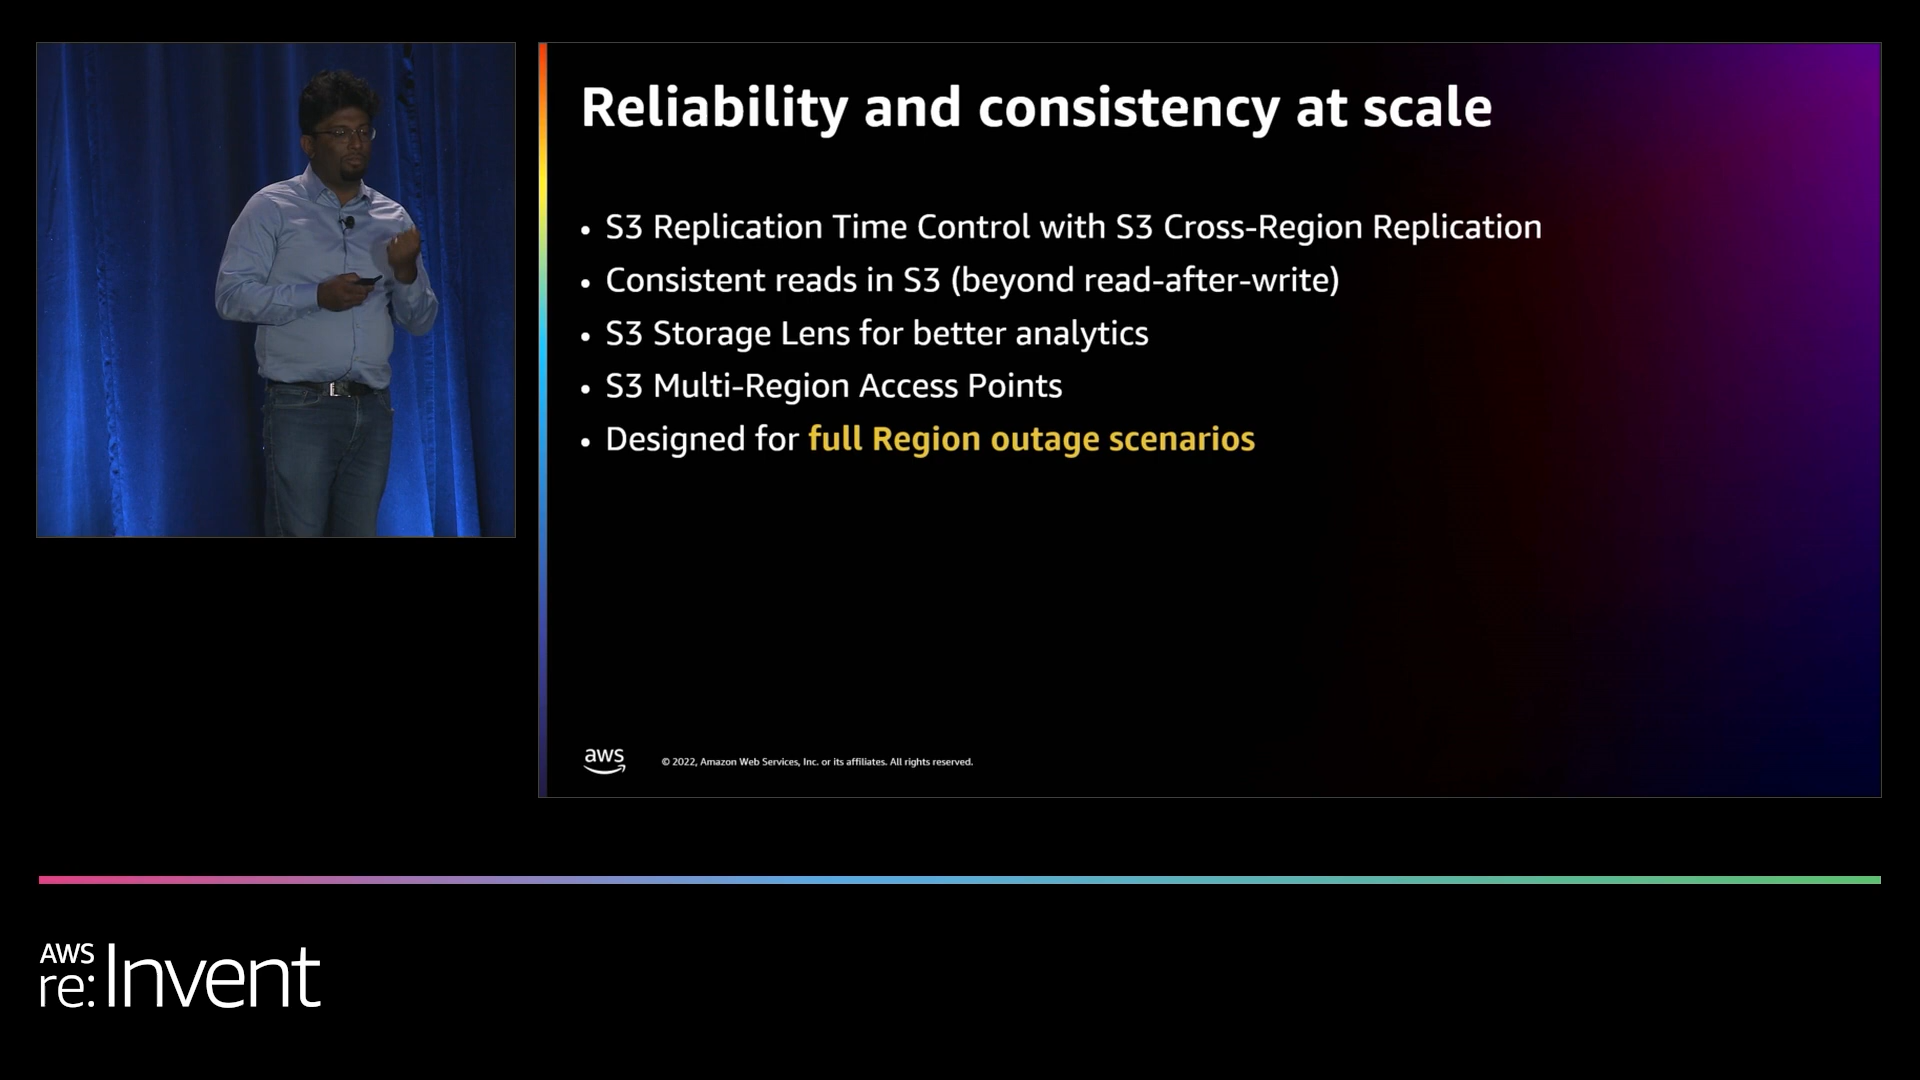 Reliability and consistency at scale
• S3 Replication Time Control with S3 Cross-Region Replication
• Consistent reads in S3 (beyond read-after-write)
• S3 Storage Lens for better analytics
• S3 Multi-Region Access Points
• Designed for full Region outage scenarios
aws
© 2022, Amazon Web Services, Inc. or its affiliates. All rights reserved.
AWS
re:Invent